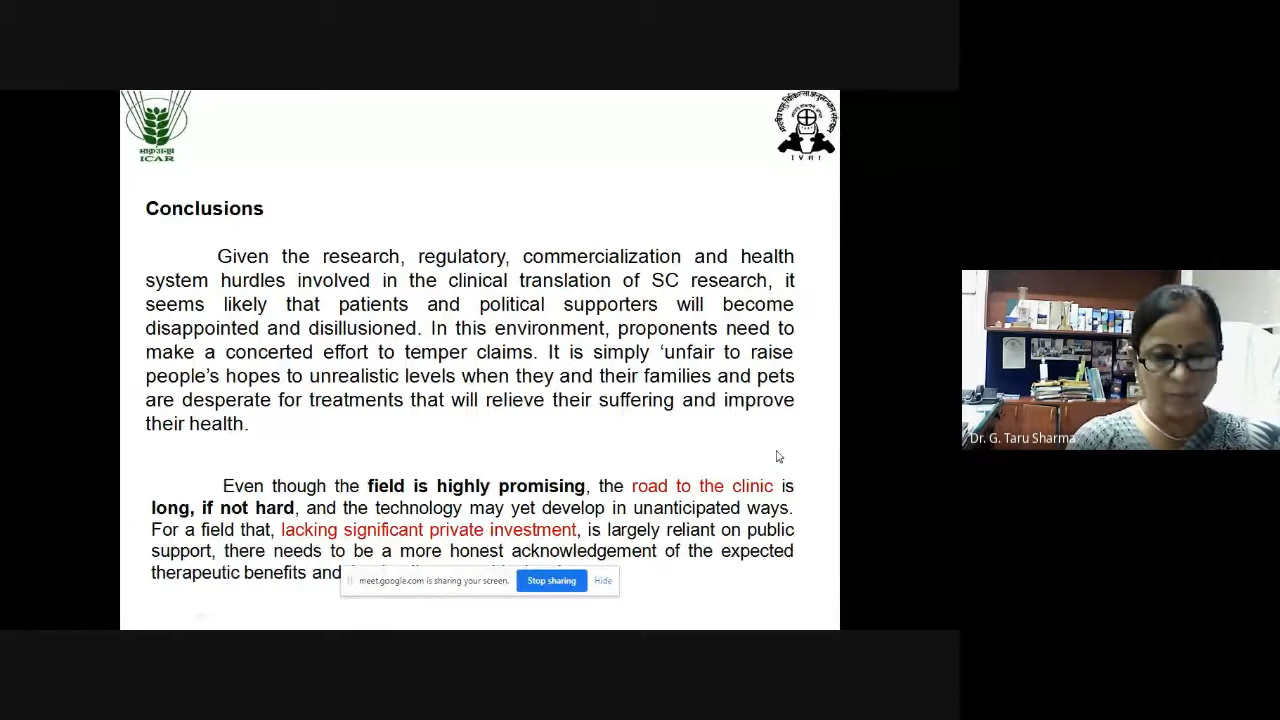 भाकृअनुप
ICAR
भारतीय पशु चिकित्सा अनुसन्धान संस्थान
I V R I
Conclusions
Given the research, regulatory, commercialization and health
system hurdles involved in the clinical translation of SC research, it
seems likely that patients and political supporters will become
disappointed and disillusioned. In this environment, proponents need to
make a concerted effort to temper claims. It is simply ‘unfair to raise
people’s hopes to unrealistic levels when they and their families and pets
are desperate for treatments that will relieve their suffering and improve
their health.
Even though the field is highly promising, the road to the clinic is
long, if not hard, and the technology may yet develop in unanticipated ways.
For a field that, lacking significant private investment, is largely reliant on public
support, there needs to be a more honest acknowledgement of the expected
therapeutic benefits and
meet.google.com is sharing your screen. Stop sharing Hide
Dr. G. Taru Sharma